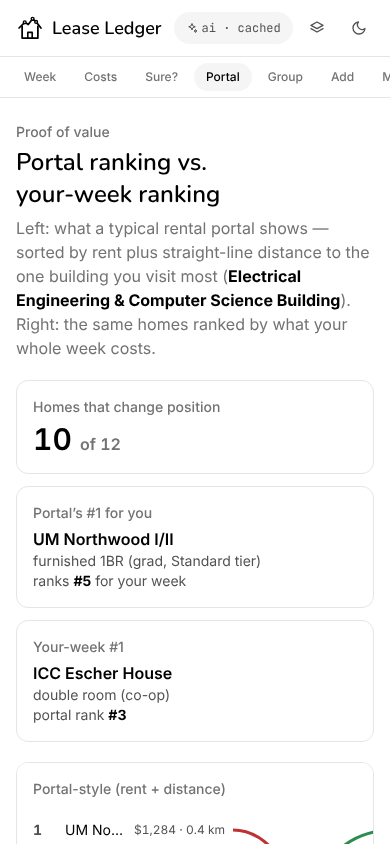 Lease Ledger
ai · cached
Week Costs Sure? Portal Group Add M
Proof of value
Portal ranking vs.
your-week ranking
Left: what a typical rental portal shows —
sorted by rent plus straight-line distance to the
one building you visit most (Electrical
Engineering & Computer Science Building).
Right: the same homes ranked by what your
whole week costs.
Homes that change position
10 of 12
Portal's #1 for you
UM Northwood I/II
furnished 1BR (grad, Standard tier)
ranks #5 for your week
Your-week #1
ICC Escher House
double room (co-op)
portal rank #3
Portal-style (rent + distance)
1 UM No... $1,284 · 0.4 km